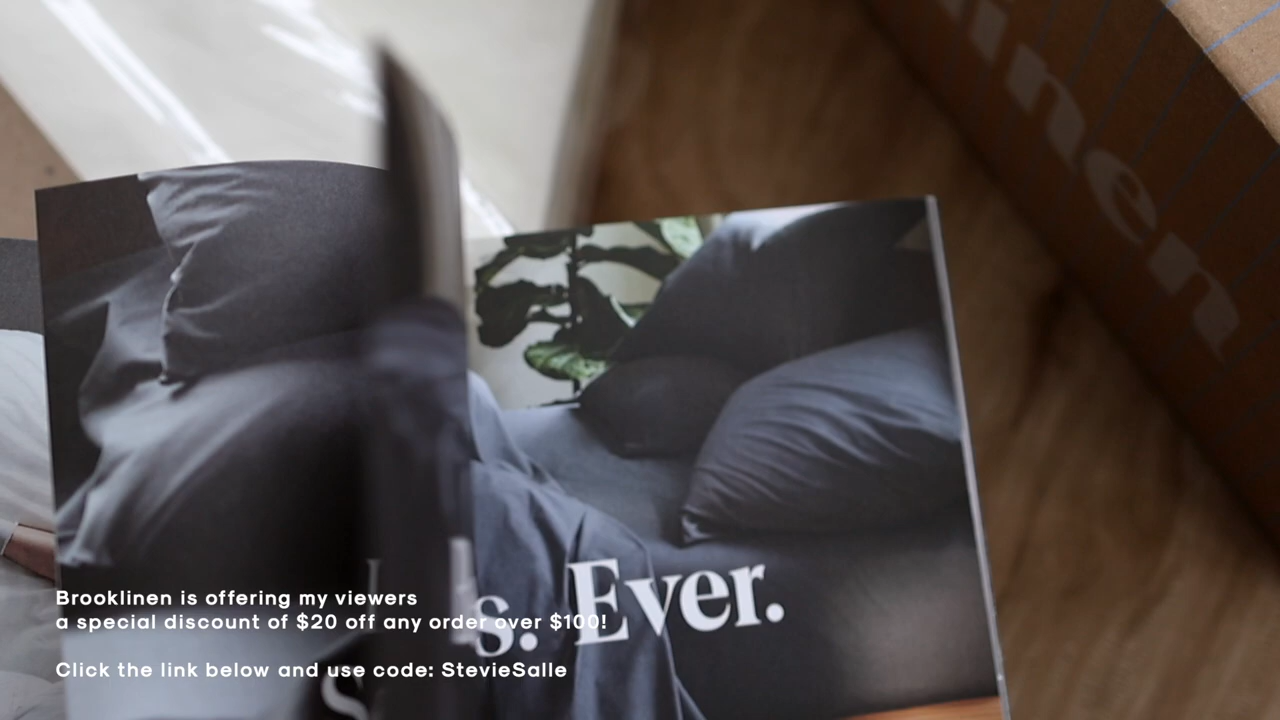 linen
s. Ever.
Brooklinen is offering my viewers
a special discount of $20 off any order over $100!
Click the link below and use code: StevieSalle